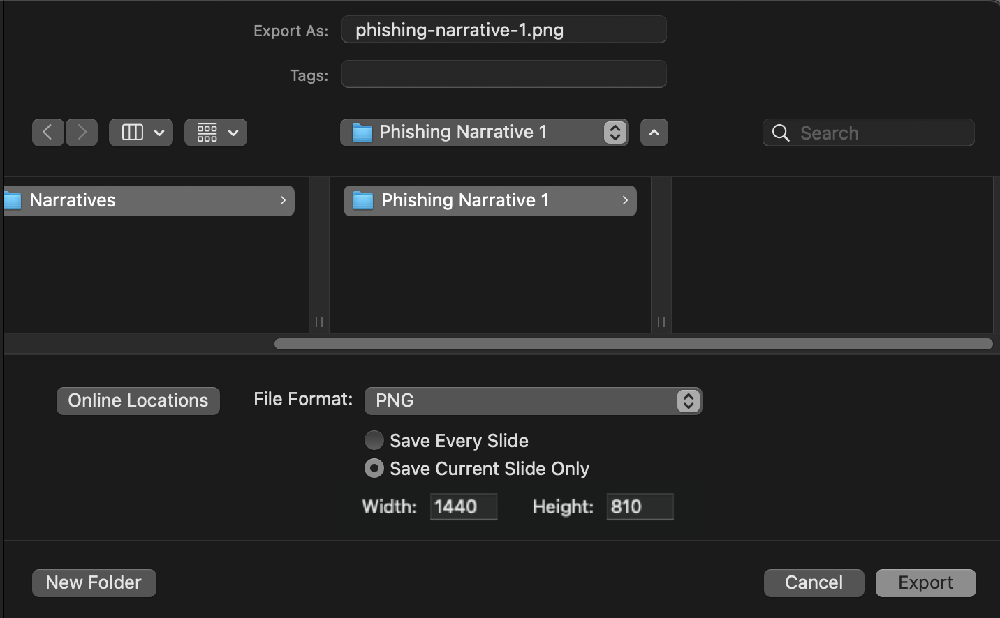 Export As: phishing-narrative-1.png
Tags:
Phishing Narrative 1 Search
Narratives Phishing Narrative 1
Online Locations File Format: PNG
Save Every Slide
Save Current Slide Only
Width: 1440 Height: 810
New Folder Cancel Export